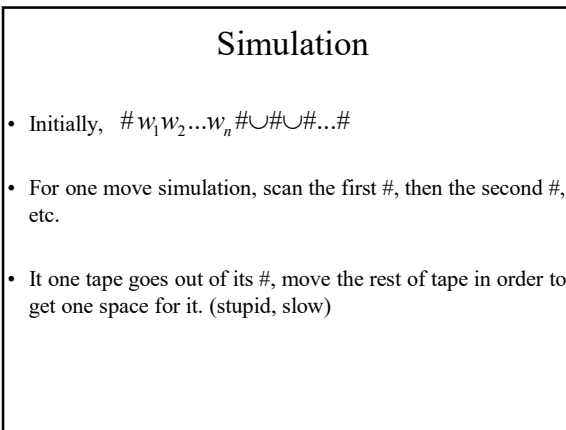 Simulation
• Initially, #w₁w₂...wₙ#∪#∪#...#
• For one move simulation, scan the first #, then the second #,
etc.
• It one tape goes out of its #, move the rest of tape in order to
get one space for it. (stupid, slow)